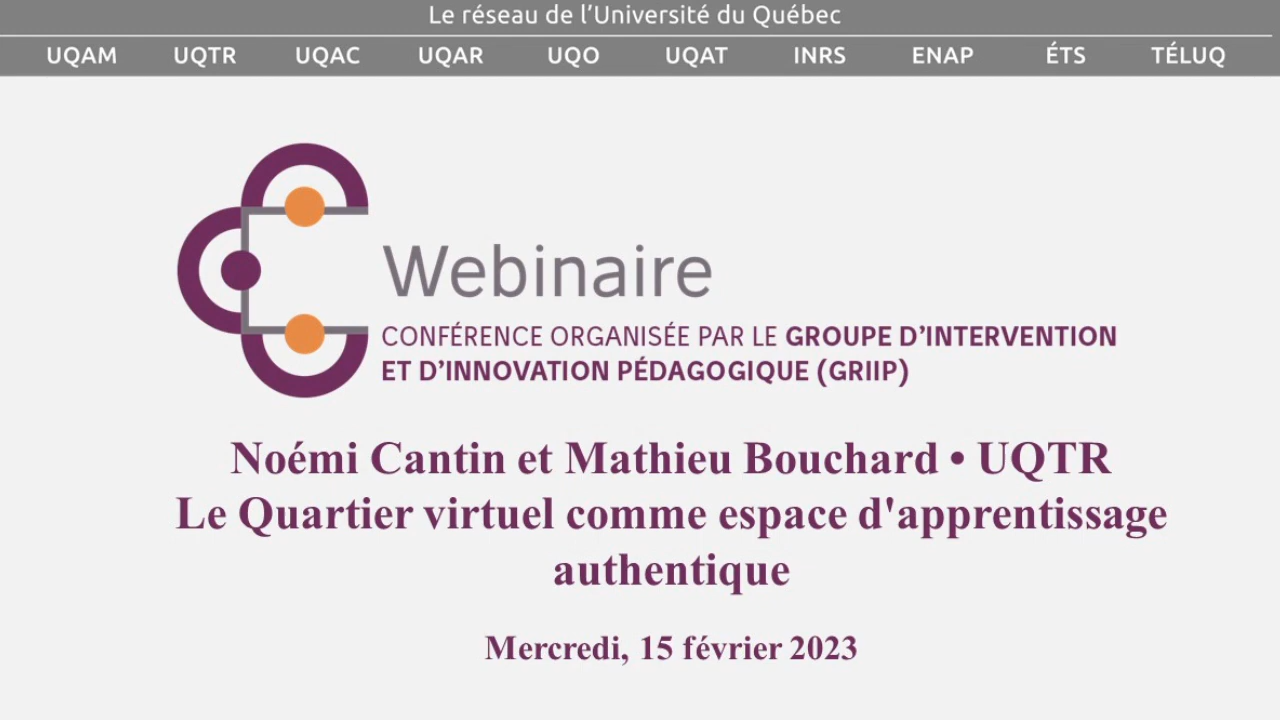 Le réseau de l’Université du Québec
UQAM UQTR UQAC UQAR UQO UQAT INRS ENAP ÉTS TÉLUQ
Webinaire
CONFÉRENCE ORGANISÉE PAR LE GROUPE D’INTERVENTION
ET D’INNOVATION PÉDAGOGIQUE (GRIIP)
Noémi Cantin et Mathieu Bouchard • UQTR
Le Quartier virtuel comme espace d'apprentissage
authentique
Mercredi, 15 février 2023